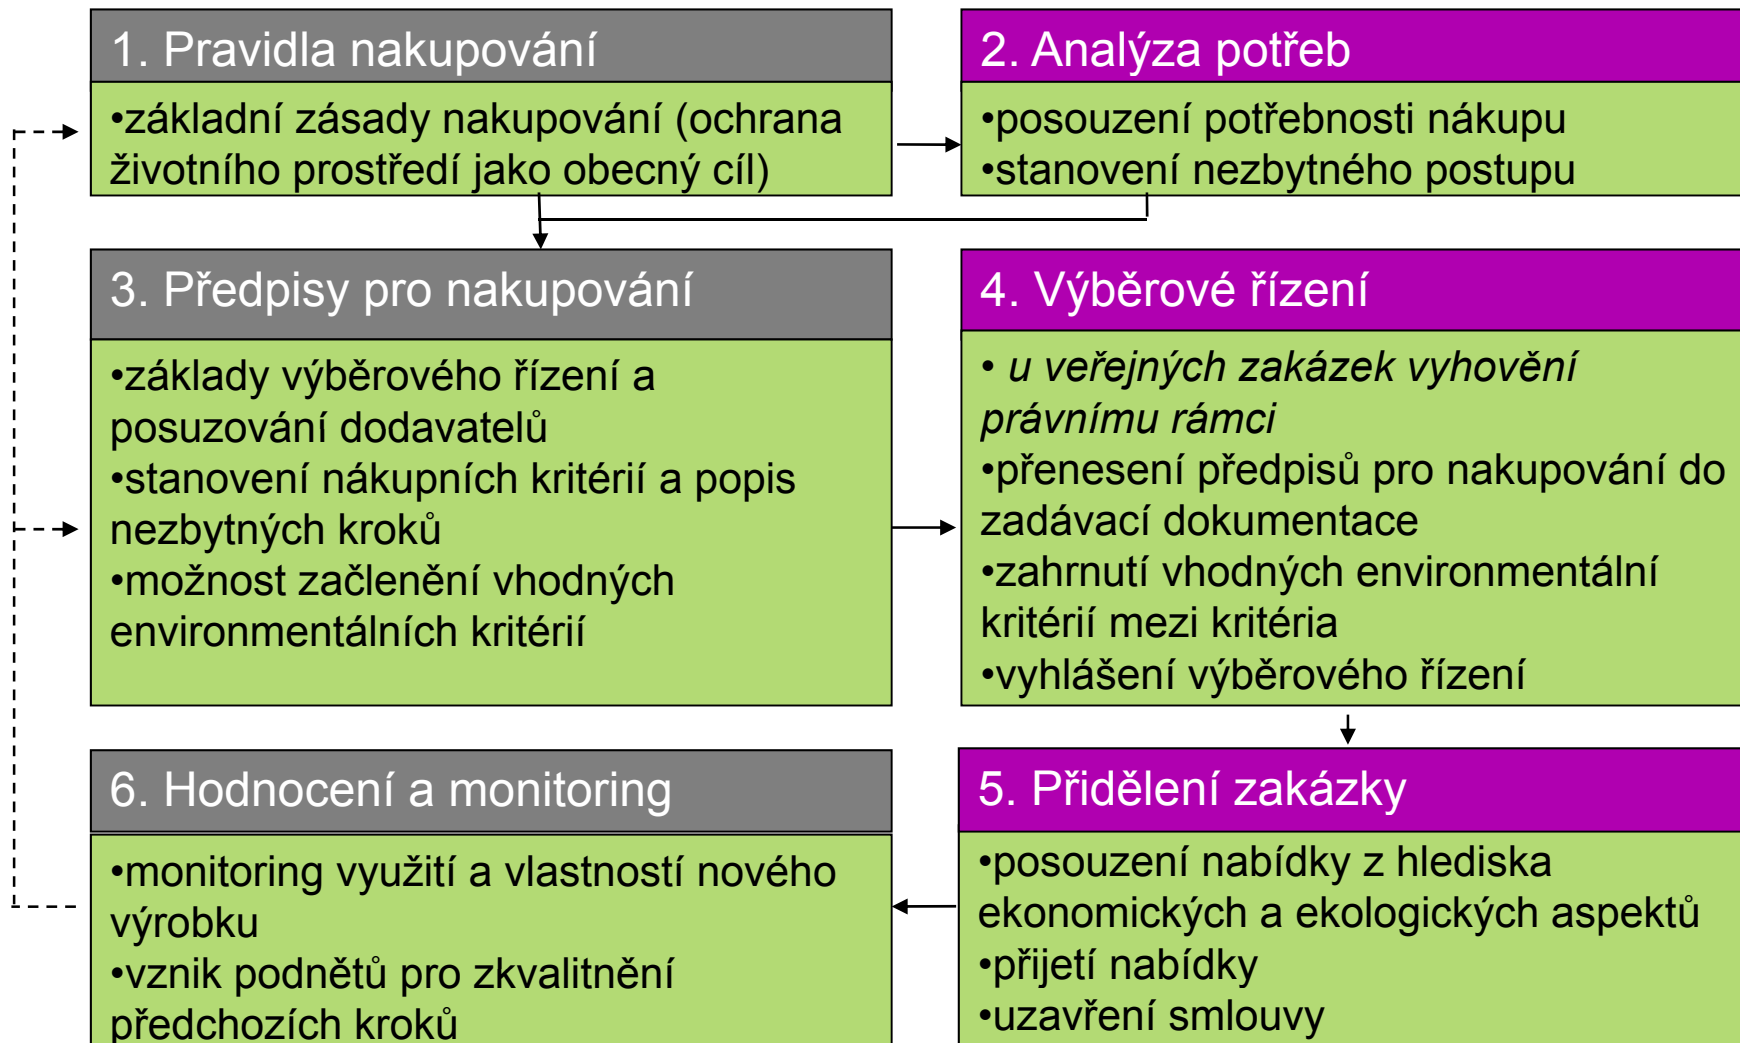 1. Pravidla nakupování
•základní zásady nakupování (ochrana
životního prostředí jako obecný cíl)
2. Analýza potřeb
•posouzení potřebnosti nákupu
•stanovení nezbytného postupu
3. Předpisy pro nakupování
•základy výběrového řízení a
posuzování dodavatelů
•stanovení nákupních kritérií a popis
nezbytných kroků
•možnost začlenění vhodných
environmentálních kritérií
4. Výběrové řízení
• u veřejných zakázek vyhovění
právnímu rámci
•přenesení předpisů pro nakupování do
zadávací dokumentace
•zahrnutí vhodných environmentální
kritérií mezi kritéria
•vyhlášení výběrového řízení
6. Hodnocení a monitoring
•monitoring využití a vlastností nového
výrobku
•vznik podnětů pro zkvalitnění
předchozích kroků
5. Přidělení zakázky
•posouzení nabídky z hlediska
ekonomických a ekologických aspektů
•přijetí nabídky
•uzavření smlouvy